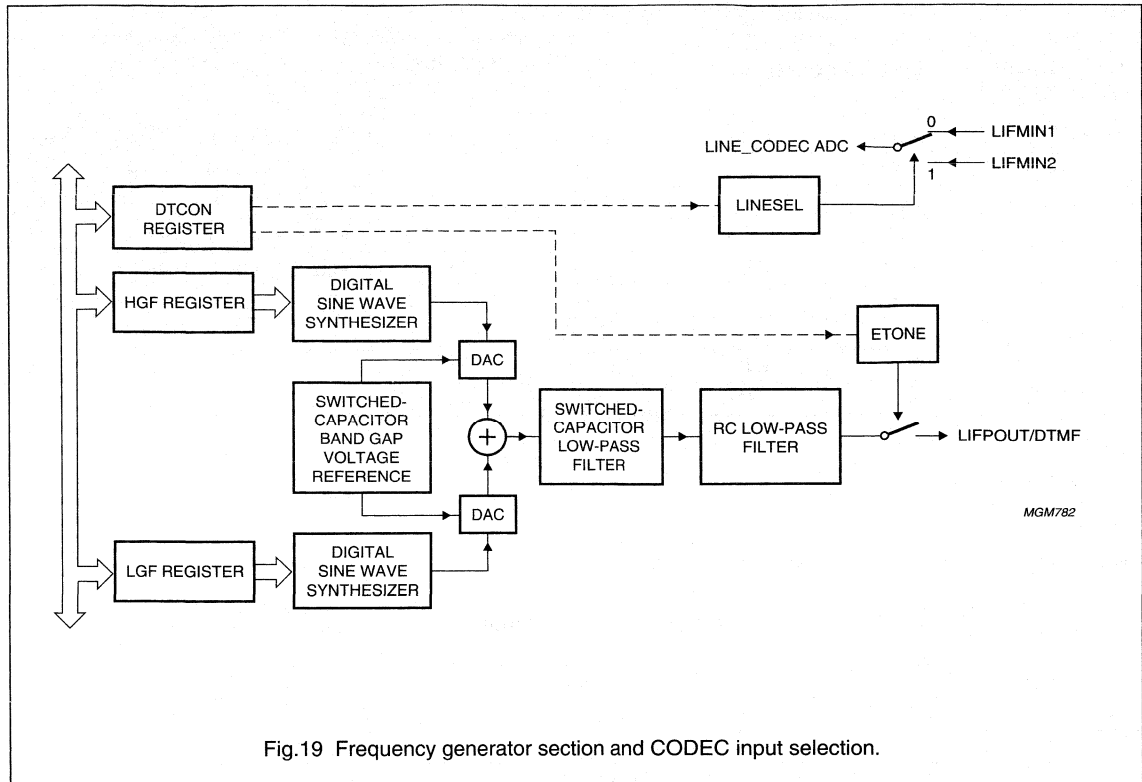 0
LIFMIN1
LINE_CODEC ADC
LIFMIN2
1
LINESEL
DTCON
REGISTER
HGF REGISTER
DIGITAL
SINE WAVE
SYNTHESIZER
ETONE
DAC
SWITCHED-
CAPACITOR
BAND GAP
VOLTAGE
REFERENCE
+
SWITCHED-
CAPACITOR
LOW-PASS
FILTER
RC LOW-PASS
FILTER
LIFPOUT/DTMF
DAC
MGM782
LGF REGISTER
DIGITAL
SINE WAVE
SYNTHESIZER
Fig.19 Frequency generator section and CODEC input selection.